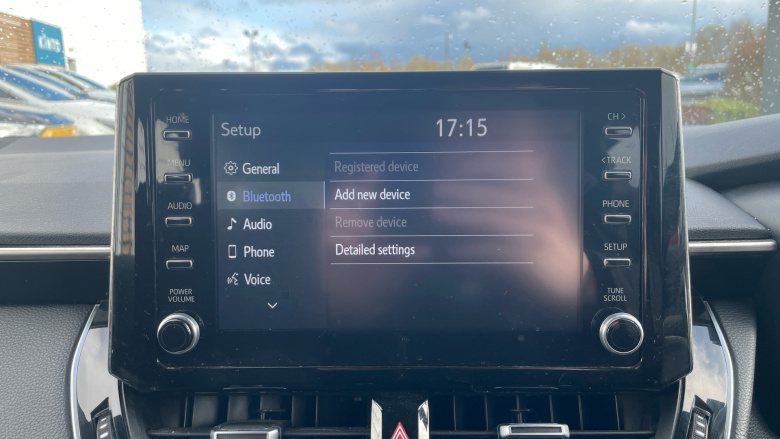 KINTO
HOME
MENU
AUDIO
MAP
POWER
VOLUME
Setup
17:15
General
Bluetooth
Audio
Phone
Voice
Registered device
Add new device
Remove device
Detailed settings
CH >
< TRACK
PHONE
SETUP
TUNE
SCROLL